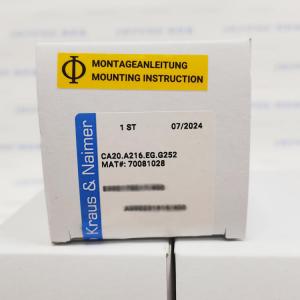 MONTAGEANLEITUNG
MOUNTING INSTRUCTION
Kraus & Naimer
1 ST 07/2024
CA20.A216.EG.G252
MAT#: 70081028